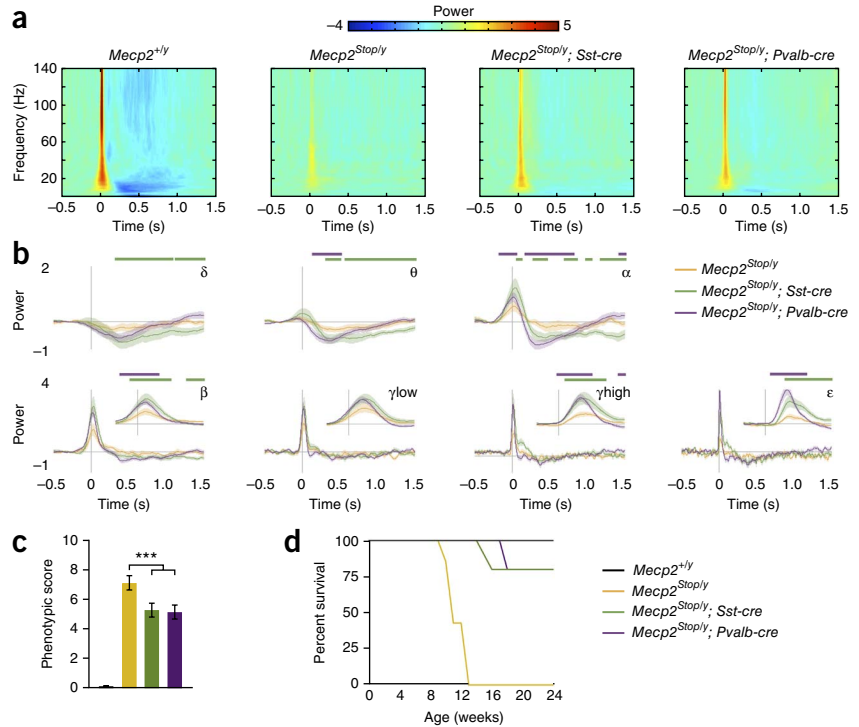 a
Power
−4 5
Mecp2+/y Mecp2Stop/y Mecp2Stop/y; Sst-cre Mecp2Stop/y; Pvalb-cre
Frequency (Hz)
140
100
60
20
−0.5 0 0.5 1.0 1.5 −0.5 0 0.5 1.0 1.5 −0.5 0 0.5 1.0 1.5 −0.5 0 0.5 1.0 1.5
Time (s) Time (s) Time (s) Time (s)
b
Power
2
−1
δ θ α
Mecp2Stop/y
Mecp2Stop/y; Sst-cre
Mecp2Stop/y; Pvalb-cre
Power
4
−1
β γlow γhigh ε
−0.5 0 0.5 1.0 1.5 −0.5 0 0.5 1.0 1.5 −0.5 0 0.5 1.0 1.5 −0.5 0 0.5 1.0 1.5
Time (s) Time (s) Time (s) Time (s)
c
Phenotypic score
10
8
6
4
2
0
***
d
Percent survival
100
75
50
25
0
0 4 8 12 16 20 24
Age (weeks)
Mecp2+/y
Mecp2Stop/y
Mecp2Stop/y; Sst-cre
Mecp2Stop/y; Pvalb-cre